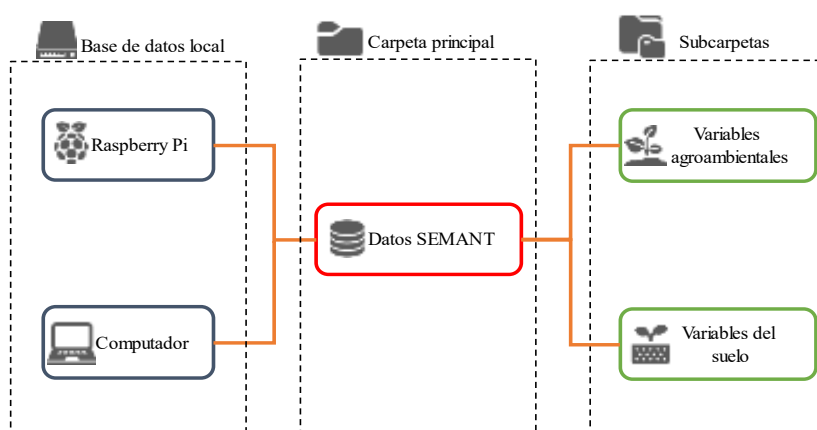 Base de datos local
Carpeta principal
Subcarpetas
Raspberry Pi
Variables
agroambientales
Datos SEMANT
Computador
Variables del
suelo